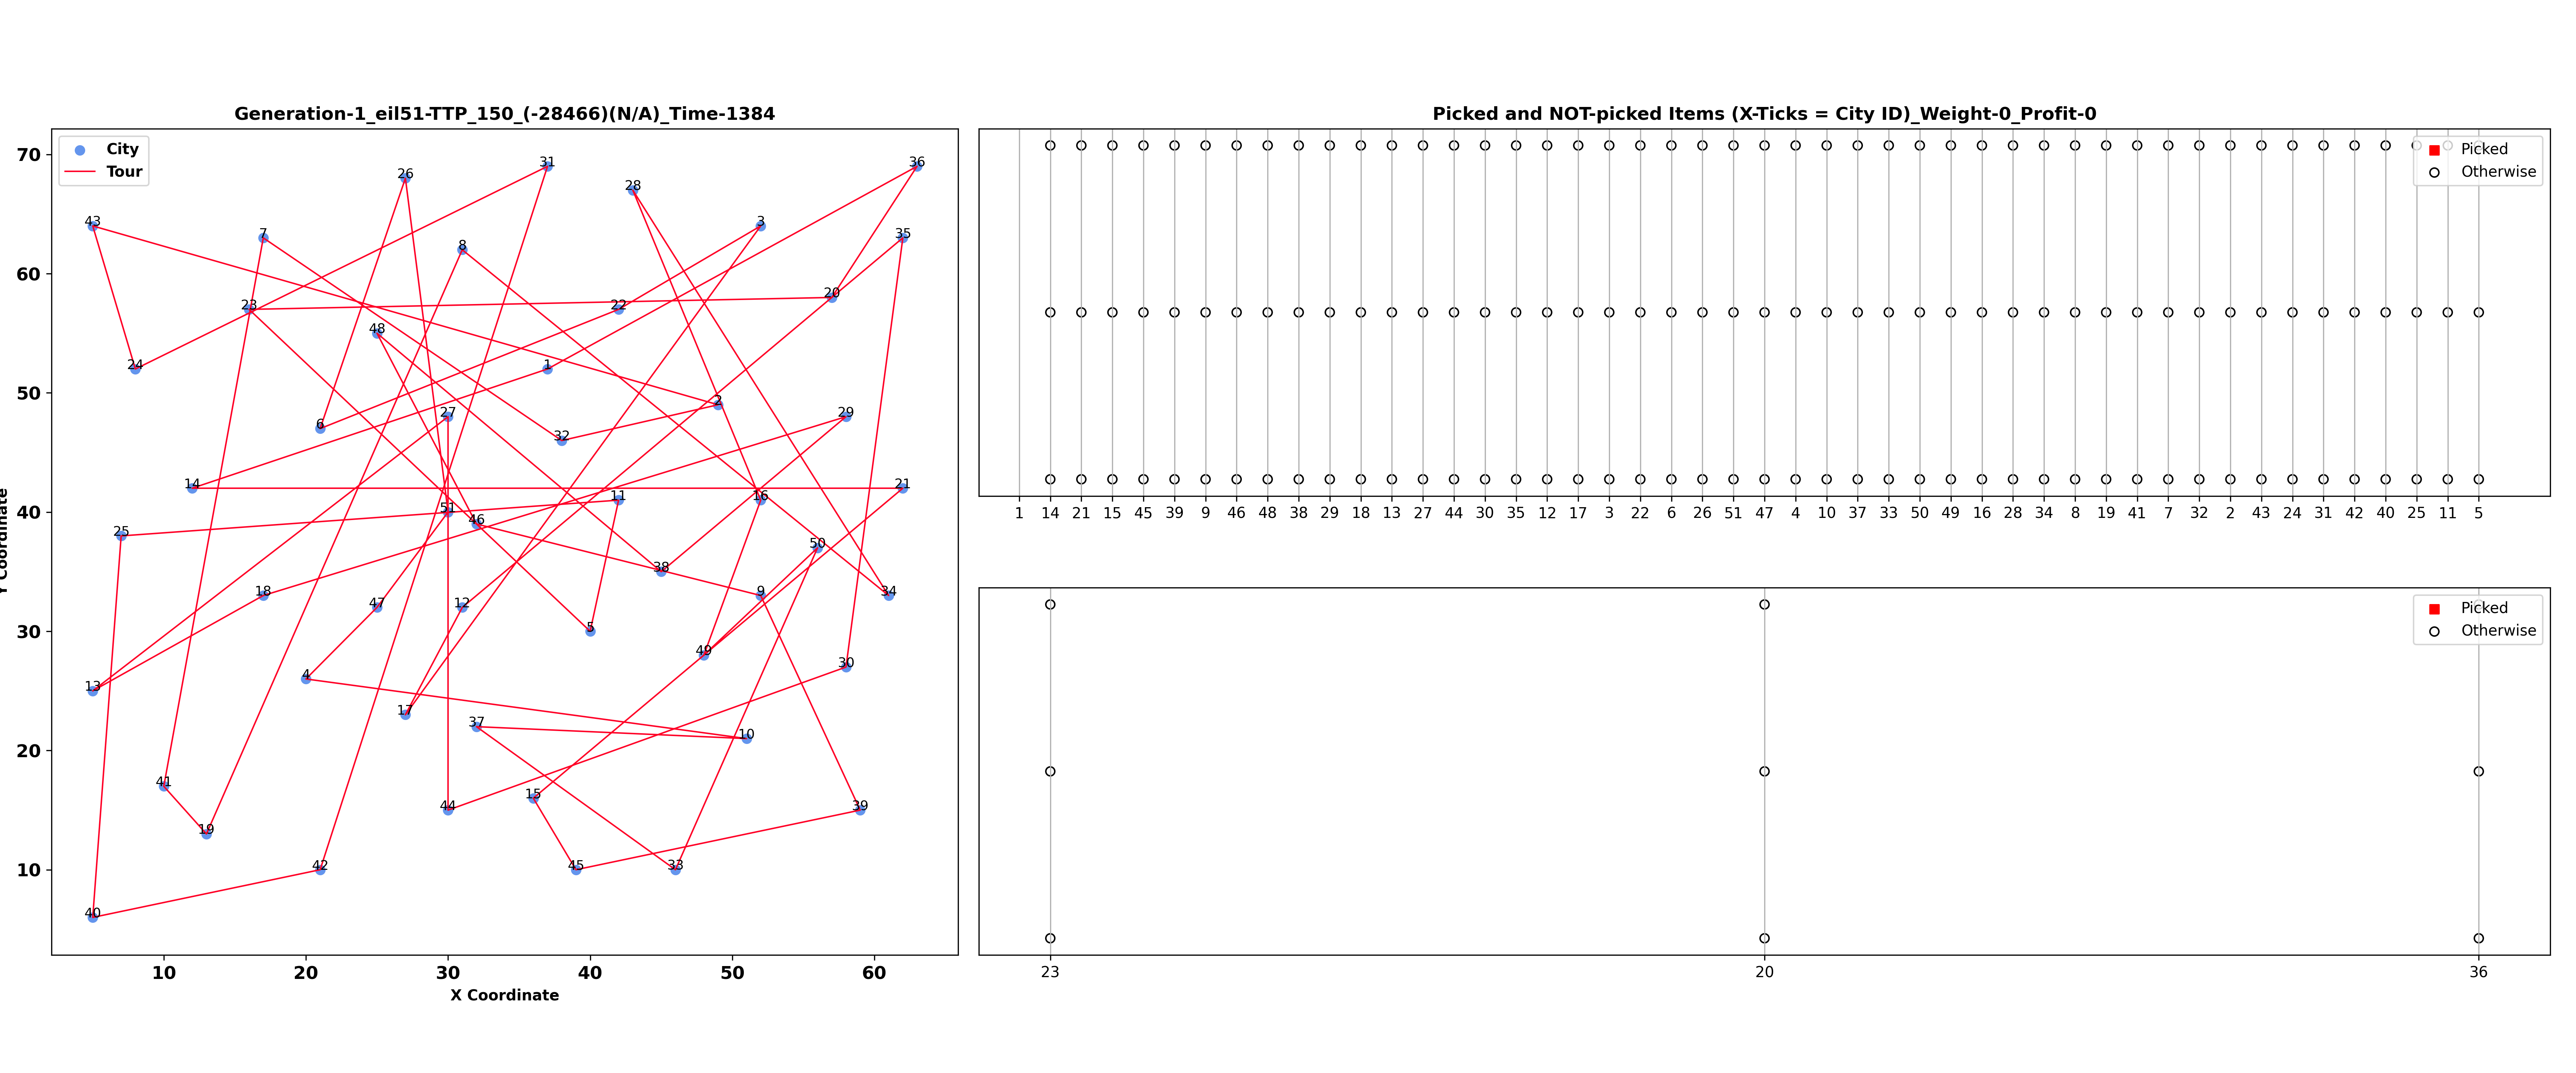 Generation-1_eil51-TTP_150_(-28466)(N/A)_Time-1384
City
Tour
70
60
50
40
30
20
10
Y Coordinate
10 20 30 40 50 60
X Coordinate
26 31 36
28
43 7 3
8 35
23 22 20
48
24 1
6 27 2 29
32
14 11 16 21
25 51 46
50
38
18 47 12 9 34
5
49 30
13 4
17 37 10
41 44 15 39
19
42 45 33
40
Picked and NOT-picked Items (X-Ticks = City ID)_Weight-0_Profit-0
Picked
Otherwise
1 14 21 15 45 39 9 46 48 38 29 18 13 27 44 30 35 12 17 3 22 6 26 51 47 4 10 37 33 50 49 16 28 34 8 19 41 7 32 2 43 24 31 42 40 25 11 5
Picked
Otherwise
23 20 36